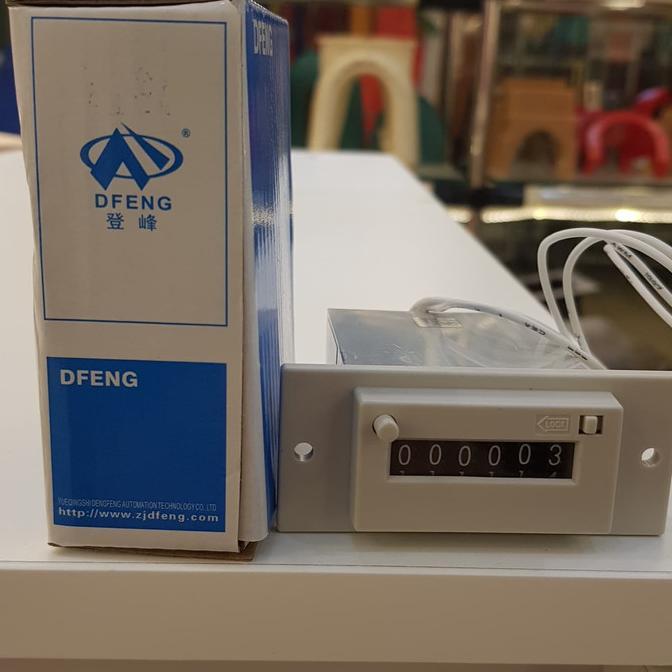 DFENG
®
DFENG
登峰
DFENG
YUEQINGSHI DENGFENG AUTOMATION TECHNOLOGY CO., LTD
http://www.zjdfeng.com
LOCK
000003